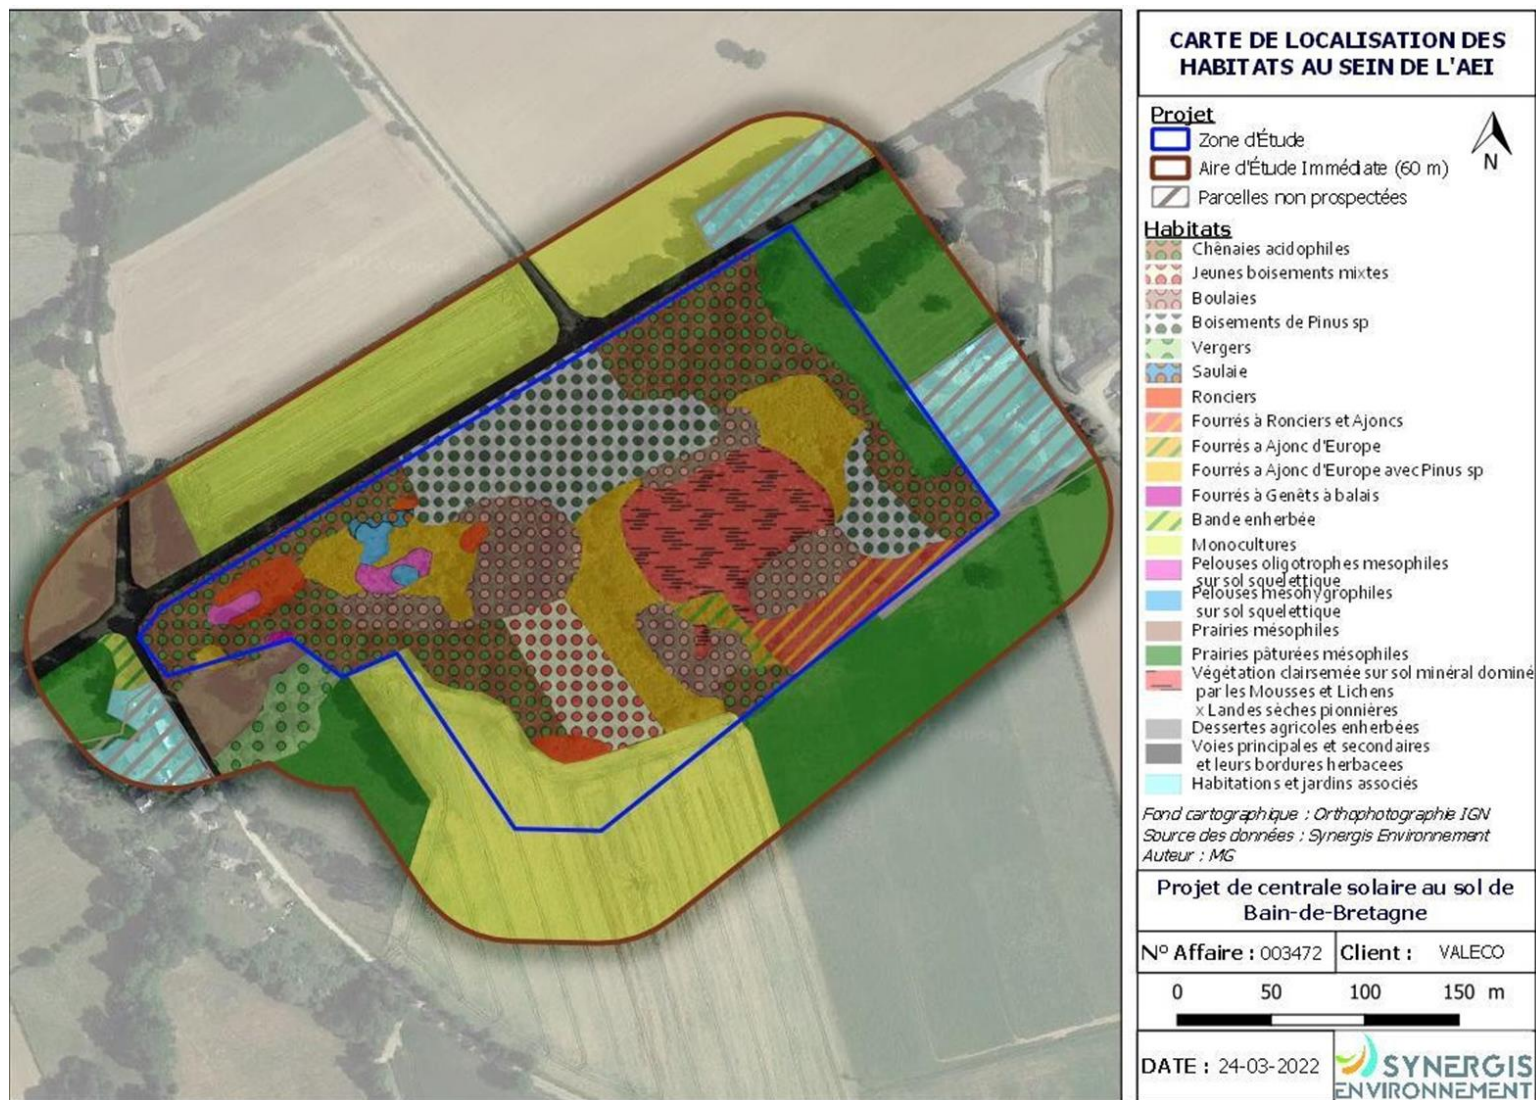 CARTE DE LOCALISATION DES
HABITATS AU SEIN DE L'AEI
Projet
Zone d'Étude
Aire d'Étude Immédiate (60 m)
Parcelles non prospectées
N
Habitats
Chênaies acidophiles
Jeunes boisements mixtes
Boulaies
Boisements de Pinus sp
Vergers
Saulaie
Ronciers
Fourrés à Ronciers et Ajoncs
Fourrés a Ajonc d'Europe
Fourrés a Ajonc d'Europe avec Pinus sp
Fourrés à Genêts à balais
Bande enherbée
Monocultures
Pelouses oligotrophes mesophiles
sur sol squelettique
Pelouses mésohygrophiles
sur sol squelettique
Prairies mésophiles
Prairies pâturées mésophiles
Végétation clairsemée sur sol minéral dominé
par les Mousses et Lichens
x Landes sèches pionnières
Dessertes agricoles enherbées
Voies principales et secondaires
et leurs bordures herbacees
Habitations et jardins associés
Fond cartographique : Orthophotographie IGN
Source des données : Synergis Environnement
Auteur : MG
Projet de centrale solaire au sol de
Bain-de-Bretagne
N° Affaire : 003472 Client : VALECO
0 50 100 150 m
DATE : 24-03-2022
SYNERGIS
ENVIRONNEMENT